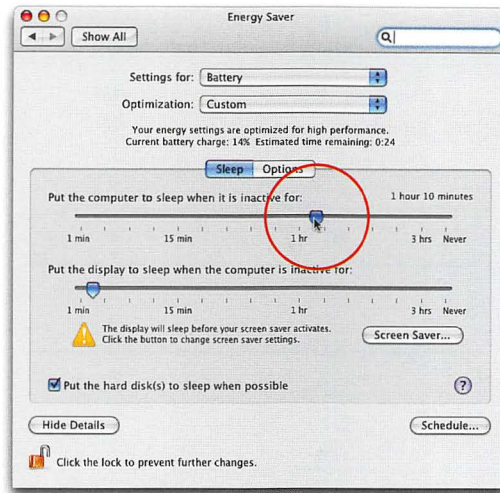 Energy Saver
Show All
Settings for: Battery
Optimization: Custom
Your energy settings are optimized for high performance.
Current battery charge: 14% Estimated time remaining: 0:24
Sleep Options
Put the computer to sleep when it is inactive for: 1 hour 10 minutes
1 min 15 min 1 hr 3 hrs Never
Put the display to sleep when the computer is inactive for:
1 min 15 min 1 hr 3 hrs Never
The display will sleep before your screen saver activates.
Click the button to change screen saver settings.
Screen Saver...
Put the hard disk(s) to sleep when possible
?
Hide Details Schedule...
Click the lock to prevent further changes.